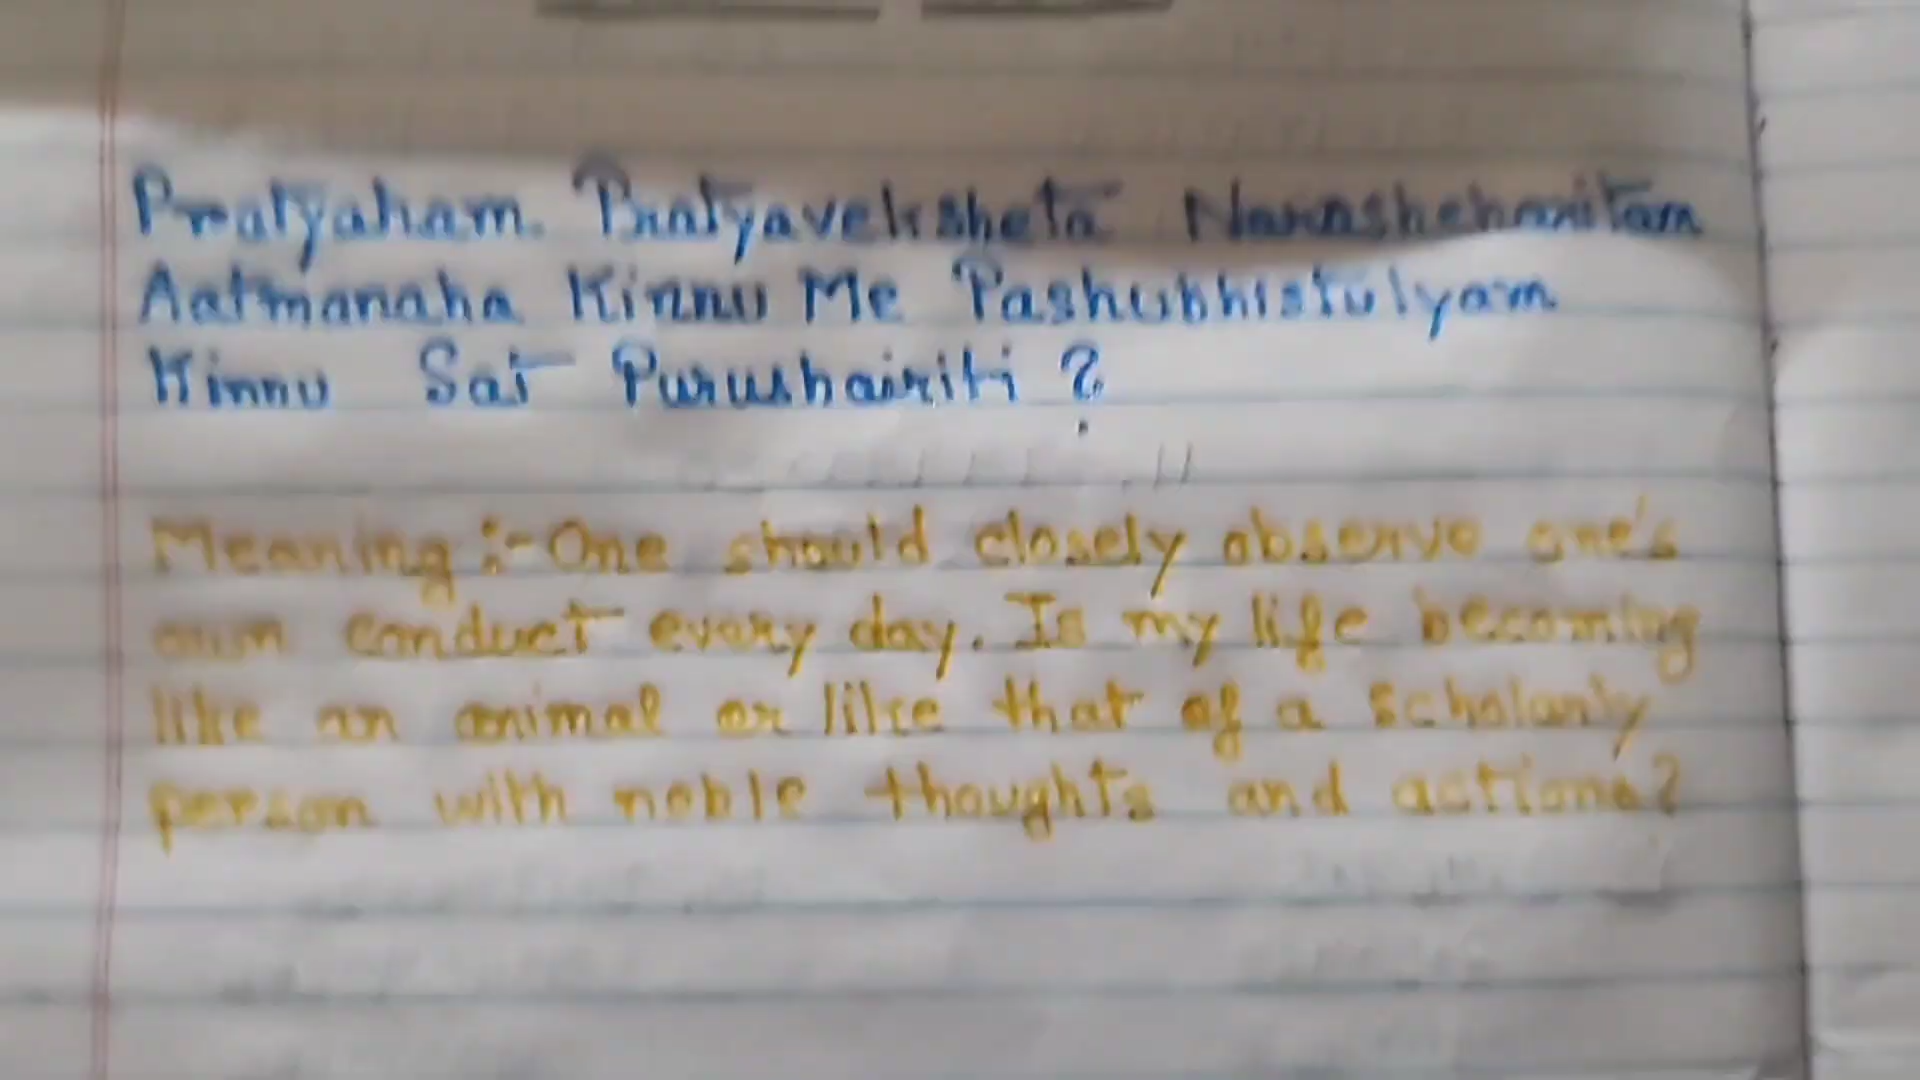 Pratyaham Pratyaveksheta Narashcharitam
Aatmanaha Kinnu Me Pashubhistulyam
Kinnu Sat Purushairiti ?
Meaning :- One should closely observe one's
own conduct every day. Is my life becoming
like an animal or like that of a scholarly
person with noble thoughts and actions?